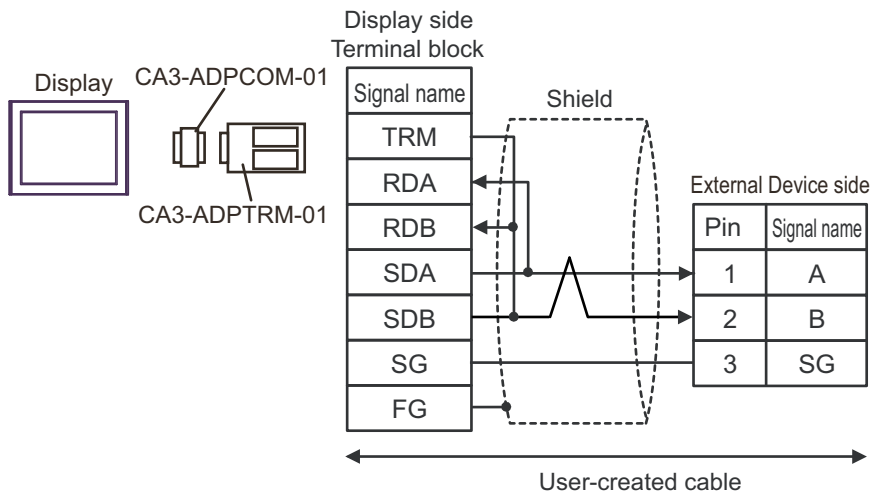 Display side
Terminal block
Display
CA3-ADPCOM-01
CA3-ADPTRM-01
Signal name
TRM
RDA
RDB
SDA
SDB
SG
FG
Shield
External Device side
Pin Signal name
1 A
2 B
3 SG
User-created cable